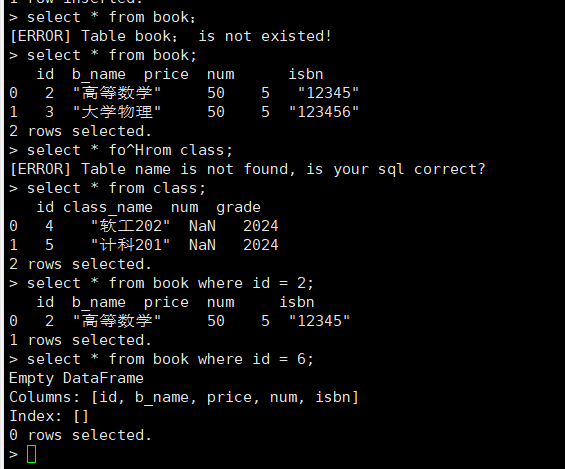 1 row inserted.
> select * from book；
[ERROR] Table book； is not existed!
> select * from book;
id b_name price num isbn
0 2 "高等数学" 50 5 "12345"
1 3 "大学物理" 50 5 "123456"
2 rows selected.
> select * fo^Hrom class;
[ERROR] Table name is not found, is your sql correct?
> select * from class;
id class_name num grade
0 4 "软工202" NaN 2024
1 5 "计科201" NaN 2024
2 rows selected.
> select * from book where id = 2;
id b_name price num isbn
0 2 "高等数学" 50 5 "12345"
1 rows selected.
> select * from book where id = 6;
Empty DataFrame
Columns: [id, b_name, price, num, isbn]
Index: []
0 rows selected.
>